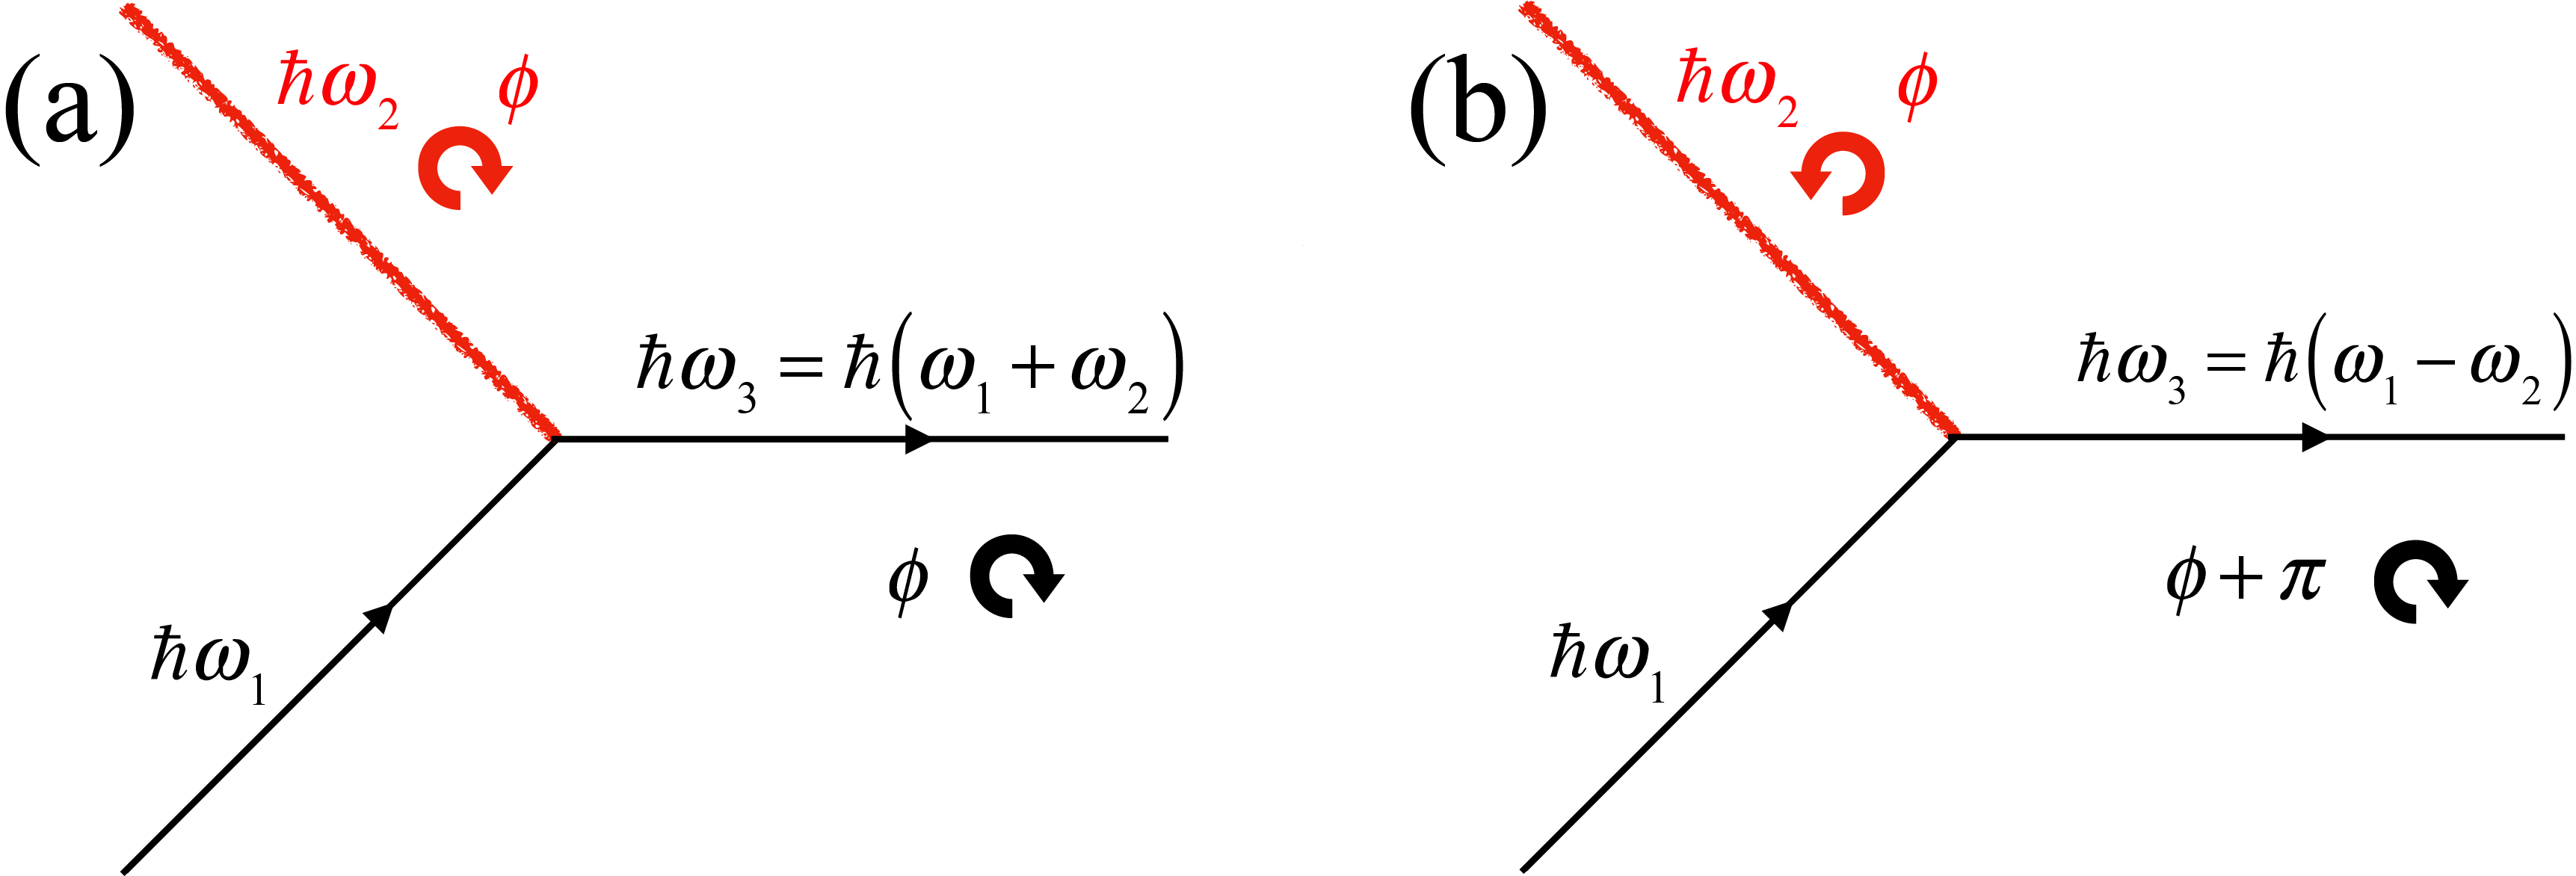 (a)
ħω₂ ϕ
ħω₃ = ħ(ω₁ + ω₂)
ϕ
ħω₁
(b)
ħω₂ ϕ
ħω₃ = ħ(ω₁ − ω₂)
ϕ + π
ħω₁